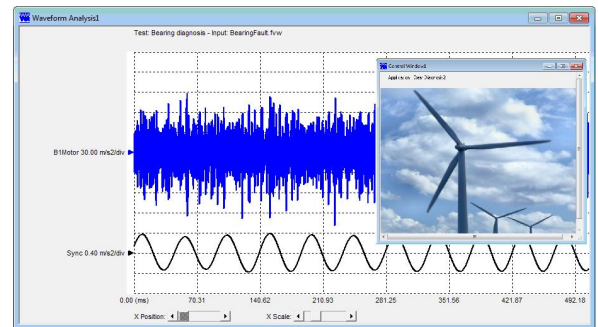 Waveform Analysis1
Test: Bearing diagnosis - Input: BearingFault.fvw
Control Window1
B1Motor 30.00 m/s2/div
Sync 0.40 m/s2/div
0.00 (ms) 70.31 140.62 210.93 281.25 351.56 421.87 492.18
X Position: X Scale: